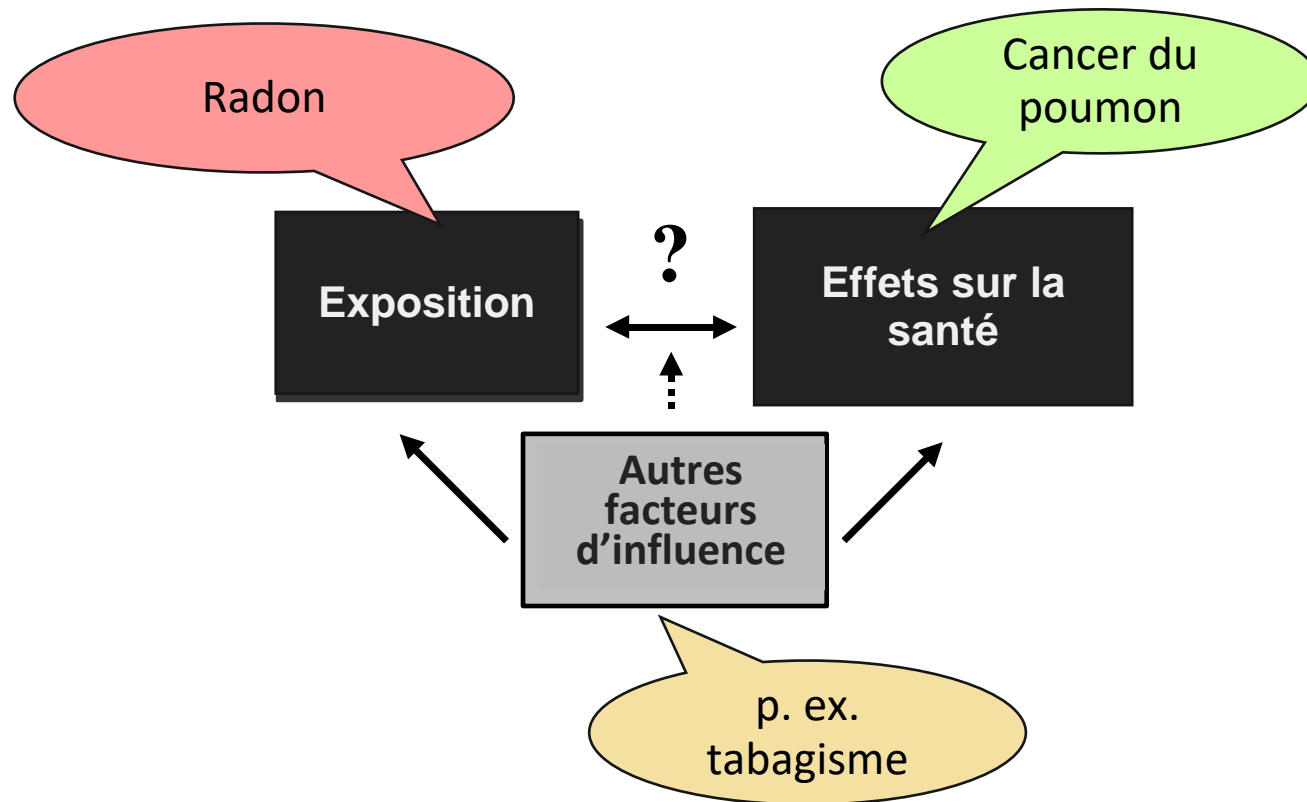 Radon
Cancer du
poumon
?
Exposition
Effets sur la
santé
Autres
facteurs
d’influence
p. ex.
tabagisme